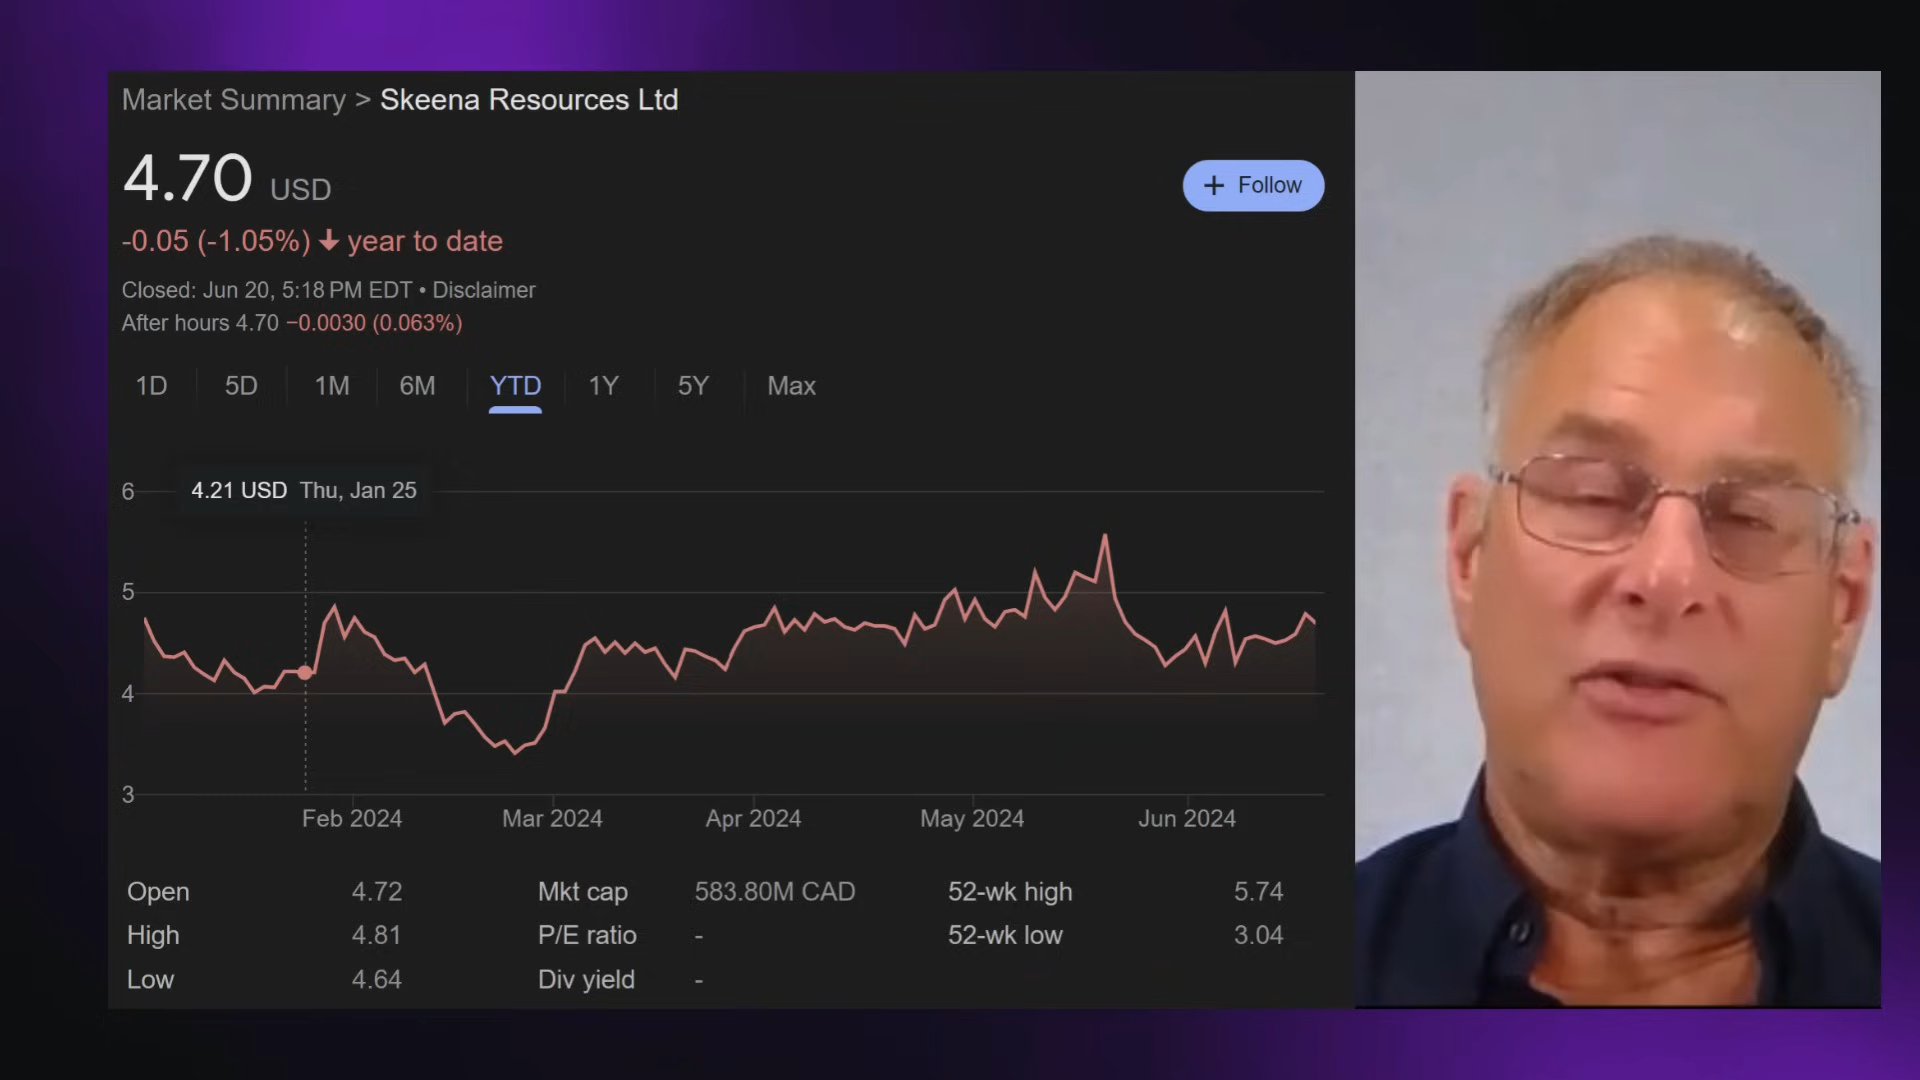 Market Summary > Skeena Resources Ltd
4.70 USD
+ Follow
-0.05 (-1.05%) ↓ year to date
Closed: Jun 20, 5:18 PM EDT • Disclaimer
After hours 4.70 −0.0030 (0.063%)
1D 5D 1M 6M YTD 1Y 5Y Max
4.21 USD Thu, Jan 25
6
5
4
3
Feb 2024 Mar 2024 Apr 2024 May 2024 Jun 2024
Open 4.72 Mkt cap 583.80M CAD 52-wk high 5.74
High 4.81 P/E ratio - 52-wk low 3.04
Low 4.64 Div yield -